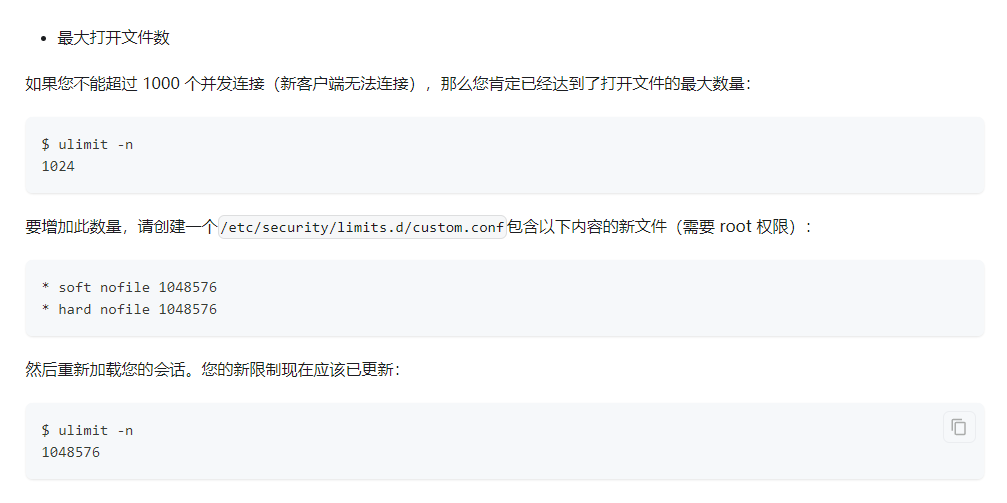 最大打开文件数
如果您不能超过 1000 个并发连接（新客户端无法连接），那么您肯定已经达到了打开文件的最大数量：
$ ulimit -n
1024
要增加此数量，请创建一个/etc/security/limits.d/custom.conf包含以下内容的新文件（需要 root 权限）：
* soft nofile 1048576
* hard nofile 1048576
然后重新加载您的会话。您的新限制现在应该已更新：
$ ulimit -n
1048576